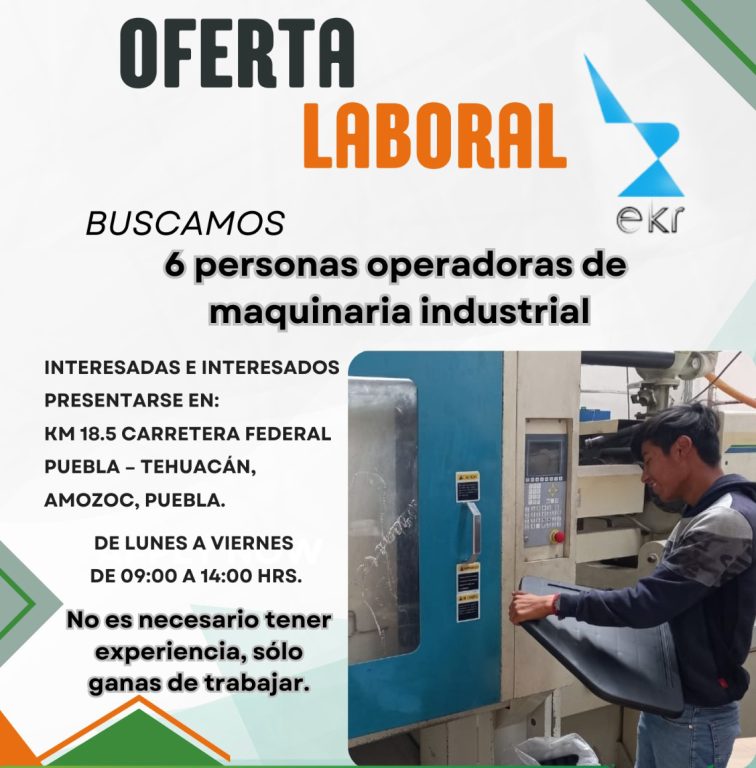 OFERTA
LABORAL
ekr
BUSCAMOS
6 personas operadoras de
maquinaria industrial
INTERESADAS E INTERESADOS
PRESENTARSE EN:
KM 18.5 CARRETERA FEDERAL
PUEBLA – TEHUACÁN,
AMOZOC, PUEBLA.
DE LUNES A VIERNES
DE 09:00 A 14:00 HRS.
No es necesario tener
experiencia, sólo
ganas de trabajar.